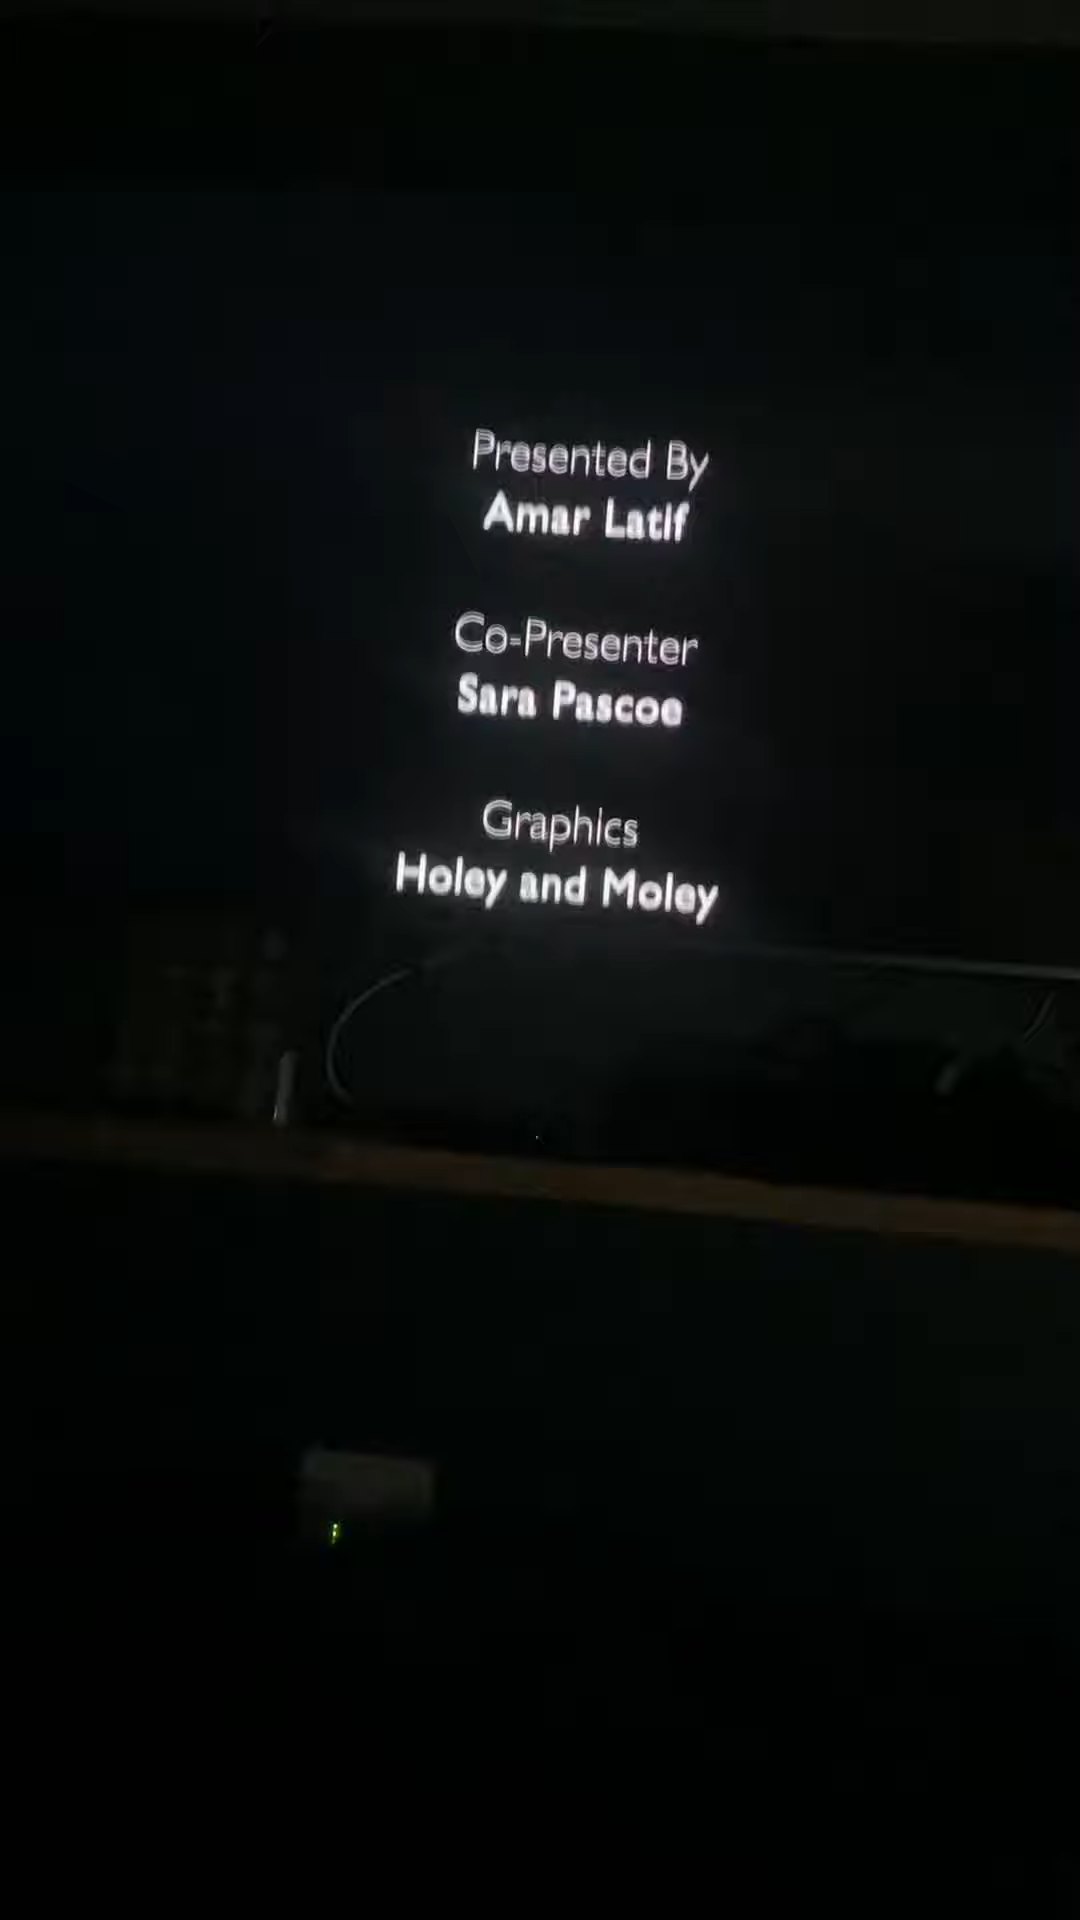 Presented By
Amar Latif
Co-Presenter
Sara Pascoe
Graphics
Holey and Moley